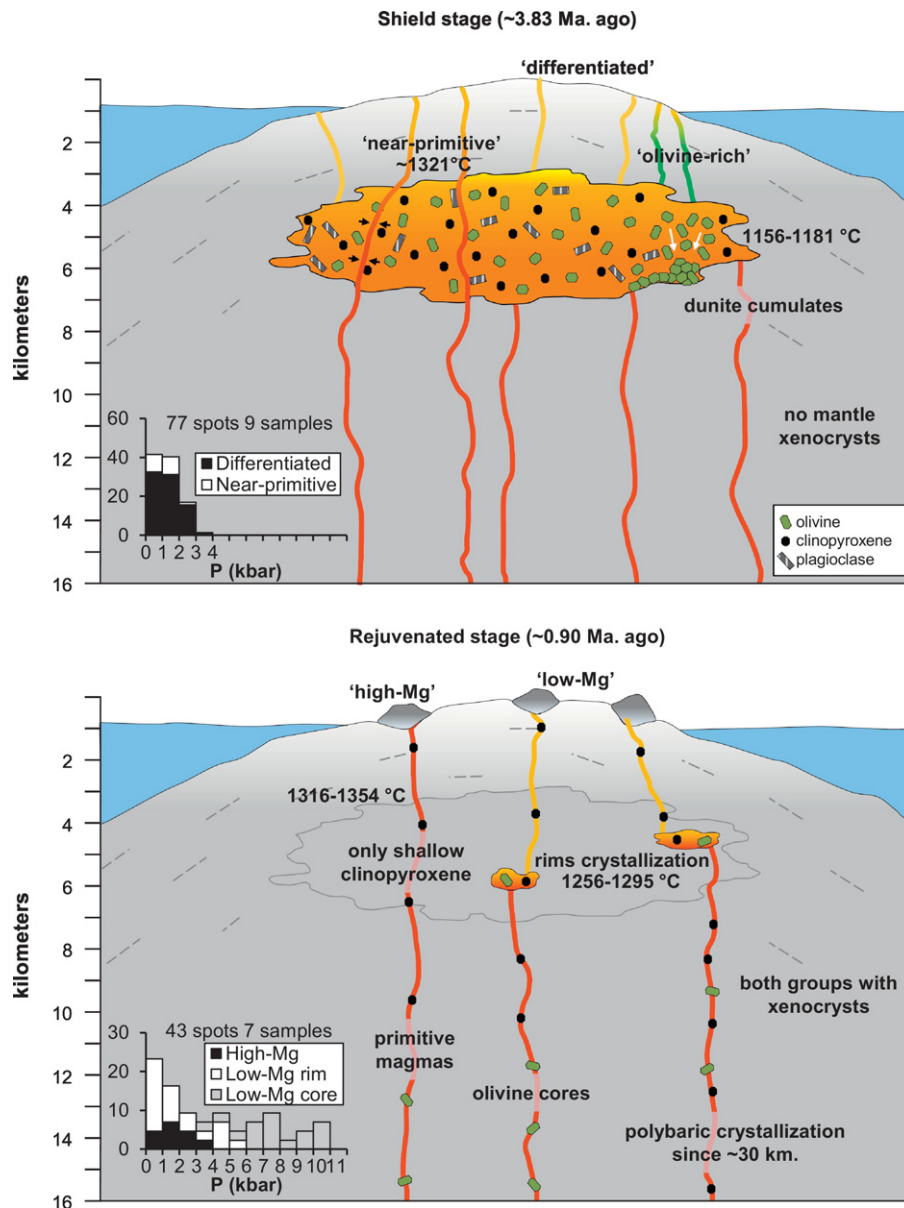 Shield stage (~3.83 Ma. ago)
'differentiated'
'near-primitive'
~1321°C
'olivine-rich'
1156-1181 °C
dunite cumulates
no mantle
xenocrysts
kilometers
2
4
6
8
10
12
14
16
77 spots 9 samples
60
40
20
0
Differentiated
Near-primitive
0 1 2 3 4
P (kbar)
olivine
clinopyroxene
plagioclase
Rejuvenated stage (~0.90 Ma. ago)
'high-Mg'
'low-Mg'
1316-1354 °C
only shallow
clinopyroxene
rims crystallization
1256-1295 °C
both groups with
xenocrysts
primitive
magmas
olivine cores
polybaric crystallization
since ~30 km.
kilometers
2
4
6
8
10
12
14
16
43 spots 7 samples
30
20
10
0
High-Mg
Low-Mg rim
Low-Mg core
0 1 2 3 4 5 6 7 8 9 1011
P (kbar)